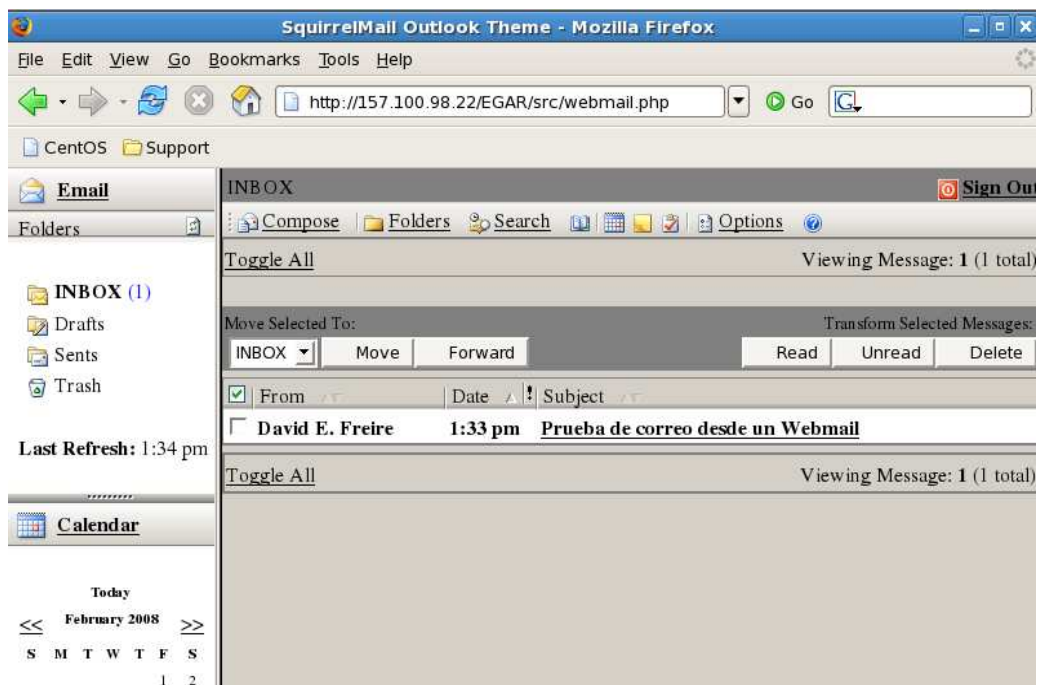 SquirrelMail Outlook Theme - Mozilla Firefox
File Edit View Go Bookmarks Tools Help
http://157.100.98.22/EGAR/src/webmail.php Go G
CentOS Support
Email
Folders
INBOX (1)
Drafts
Sents
Trash
Last Refresh: 1:34 pm
Calendar
Today
<< February 2008 >>
S M T W T F S
1 2
INBOX Sign Out
Compose Folders Search Options
Toggle All Viewing Message: 1 (1 total)
Move Selected To: Transform Selected Messages:
INBOX Move Forward Read Unread Delete
From Date ! Subject
David E. Freire 1:33 pm Prueba de correo desde un Webmail
Toggle All Viewing Message: 1 (1 total)